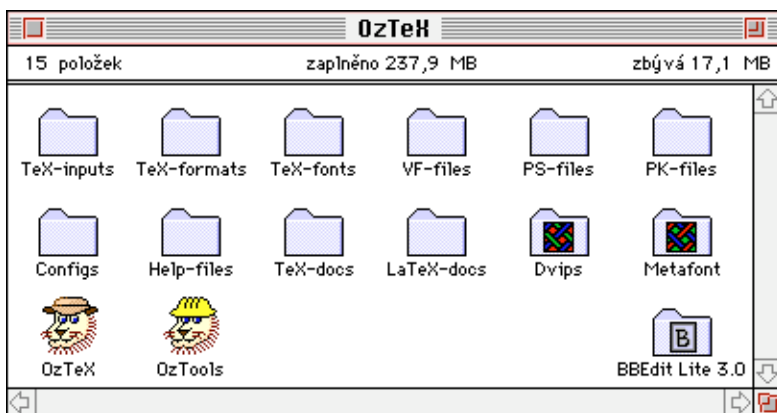 OzTeX
15 položek zaplněno 237,9 MB zbývá 17,1 MB
TeX-inputs TeX-formats TeX-fonts VF-files PS-files PK-files
Configs Help-files TeX-docs LaTeX-docs Dvips Metafont
OzTeX OzTools BBEdit Lite 3.0
B